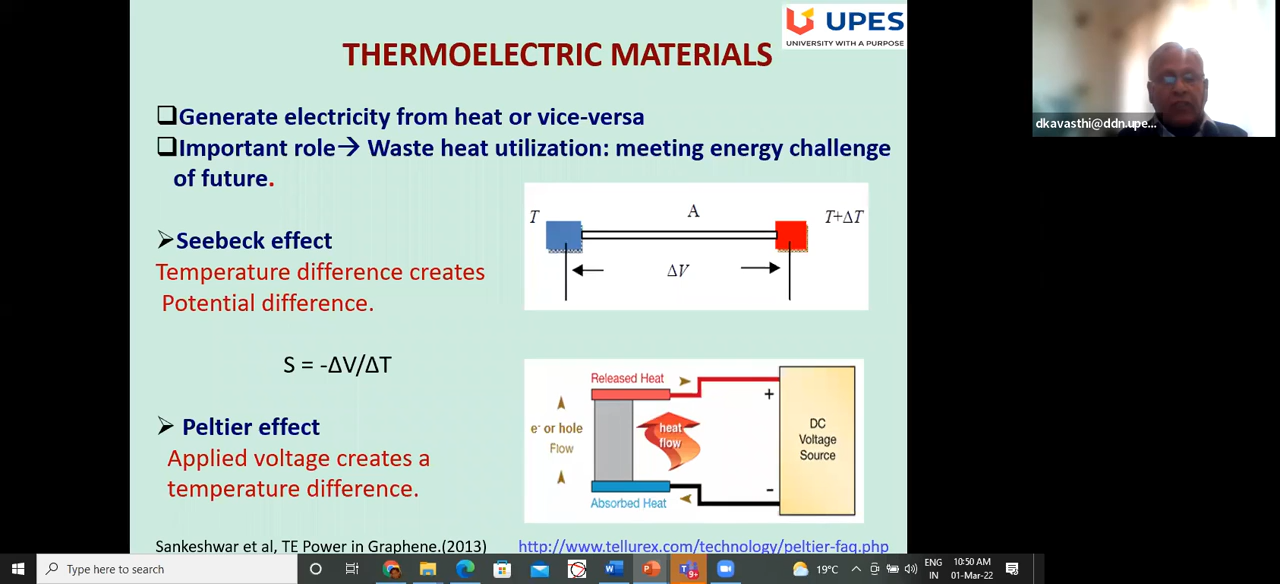 UPES
UNIVERSITY WITH A PURPOSE
THERMOELECTRIC MATERIALS
Generate electricity from heat or vice-versa
Important role→ Waste heat utilization: meeting energy challenge
of future.
T
A
T+ΔT
ΔV
Seebeck effect
Temperature difference creates
Potential difference.
S = -ΔV/ΔT
Peltier effect
Applied voltage creates a
temperature difference.
Released Heat
+
e⁻ or hole
Flow
heat
flow
DC
Voltage
Source
-
Absorbed Heat
Sankeshwar et al, TE Power in Graphene.(2013)
http://www.tellurex.com/technology/peltier-faq.php
dkavasthi@ddn.upe...
Type here to search
9+
19°C
ENG
IN
10:50 AM
01-Mar-22